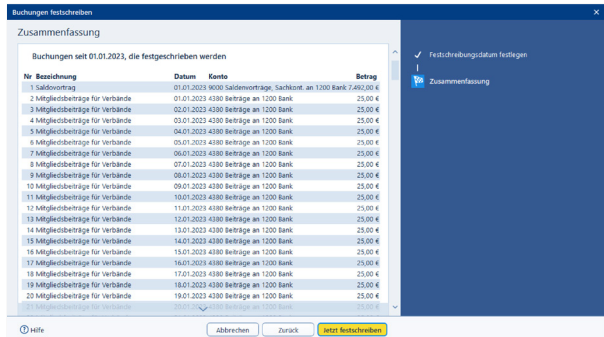 Buchungen festschreiben
Zusammenfassung
Buchungen seit 01.01.2023, die festgeschrieben werden
Nr Bezeichnung Datum Konto Betrag
1 Saldovortrag 01.01.2023 9000 Saldenvorträge, Sachkont. an 1200 Bank 7.492,00 €
2 Mitgliedsbeiträge für Verbände 01.01.2023 4380 Beiträge an 1200 Bank 25,00 €
3 Mitgliedsbeiträge für Verbände 02.01.2023 4380 Beiträge an 1200 Bank 25,00 €
4 Mitgliedsbeiträge für Verbände 03.01.2023 4380 Beiträge an 1200 Bank 25,00 €
5 Mitgliedsbeiträge für Verbände 04.01.2023 4380 Beiträge an 1200 Bank 25,00 €
6 Mitgliedsbeiträge für Verbände 05.01.2023 4380 Beiträge an 1200 Bank 25,00 €
7 Mitgliedsbeiträge für Verbände 06.01.2023 4380 Beiträge an 1200 Bank 25,00 €
8 Mitgliedsbeiträge für Verbände 07.01.2023 4380 Beiträge an 1200 Bank 25,00 €
9 Mitgliedsbeiträge für Verbände 08.01.2023 4380 Beiträge an 1200 Bank 25,00 €
10 Mitgliedsbeiträge für Verbände 09.01.2023 4380 Beiträge an 1200 Bank 25,00 €
11 Mitgliedsbeiträge für Verbände 10.01.2023 4380 Beiträge an 1200 Bank 25,00 €
12 Mitgliedsbeiträge für Verbände 11.01.2023 4380 Beiträge an 1200 Bank 25,00 €
13 Mitgliedsbeiträge für Verbände 12.01.2023 4380 Beiträge an 1200 Bank 25,00 €
14 Mitgliedsbeiträge für Verbände 13.01.2023 4380 Beiträge an 1200 Bank 25,00 €
15 Mitgliedsbeiträge für Verbände 14.01.2023 4380 Beiträge an 1200 Bank 25,00 €
16 Mitgliedsbeiträge für Verbände 15.01.2023 4380 Beiträge an 1200 Bank 25,00 €
17 Mitgliedsbeiträge für Verbände 16.01.2023 4380 Beiträge an 1200 Bank 25,00 €
18 Mitgliedsbeiträge für Verbände 17.01.2023 4380 Beiträge an 1200 Bank 25,00 €
19 Mitgliedsbeiträge für Verbände 18.01.2023 4380 Beiträge an 1200 Bank 25,00 €
20 Mitgliedsbeiträge für Verbände 19.01.2023 4380 Beiträge an 1200 Bank 25,00 €
21 Mitgliedsbeiträge für Verbände 4380 Beiträge an 1200 Bank 25,00 €
Hilfe
Abbrechen
Zurück
Jetzt festschreiben
Festschreibungsdatum festlegen
Zusammenfassung